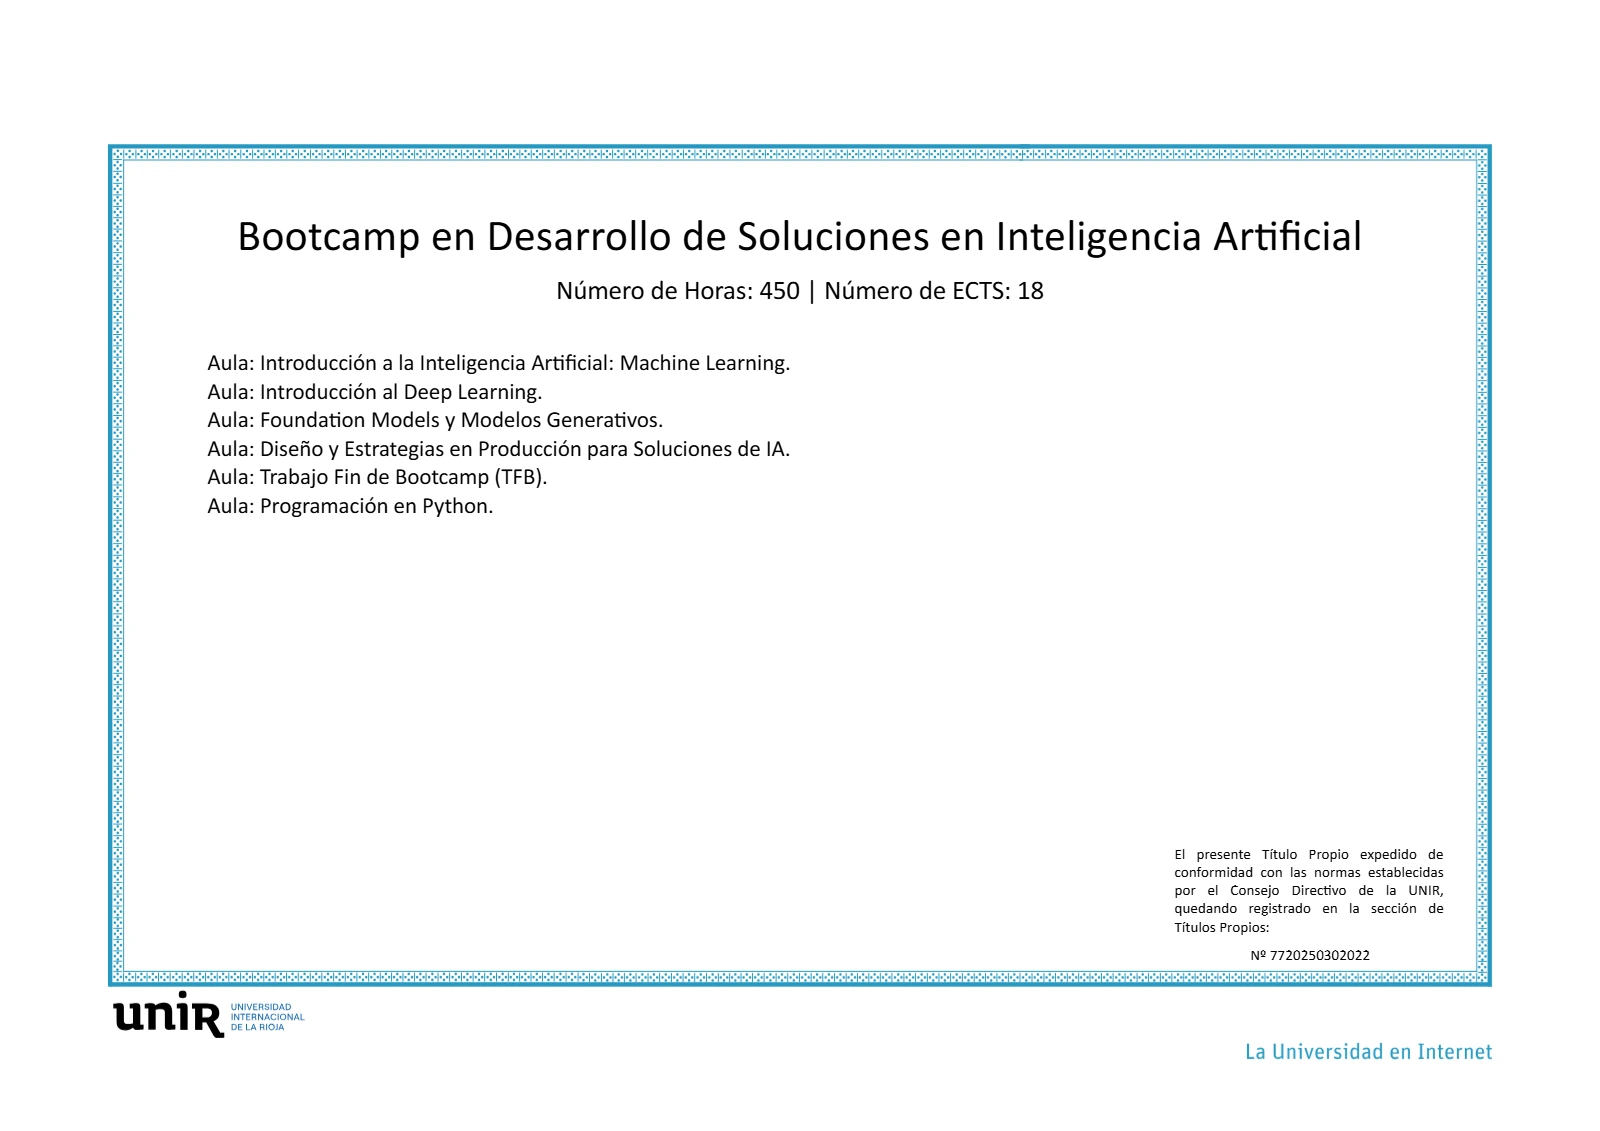 Bootcamp en Desarrollo de Soluciones en Inteligencia Artificial
Número de Horas: 450 | Número de ECTS: 18
Aula: Introducción a la Inteligencia Artificial: Machine Learning.
Aula: Introducción al Deep Learning.
Aula: Foundation Models y Modelos Generativos.
Aula: Diseño y Estrategias en Producción para Soluciones de IA.
Aula: Trabajo Fin de Bootcamp (TFB).
Aula: Programación en Python.
El presente Título Propio expedido de
conformidad con las normas establecidas
por el Consejo Directivo de la UNIR,
quedando registrado en la sección de
Títulos Propios:
Nº 7720250302022
unir
UNIVERSIDAD
INTERNACIONAL
DE LA RIOJA
La Universidad en Internet